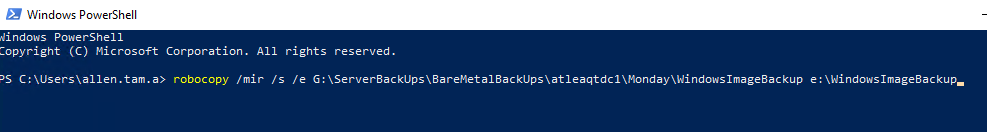 Windows PowerShell
Windows PowerShell
Copyright (C) Microsoft Corporation. All rights reserved.
PS C:\Users\allen.tam.a> robocopy /mir /s /e G:\ServerBackUps\BareMetalBackUps\atleaqtdc1\Monday\WindowsImageBackup e:\WindowsImageBackup